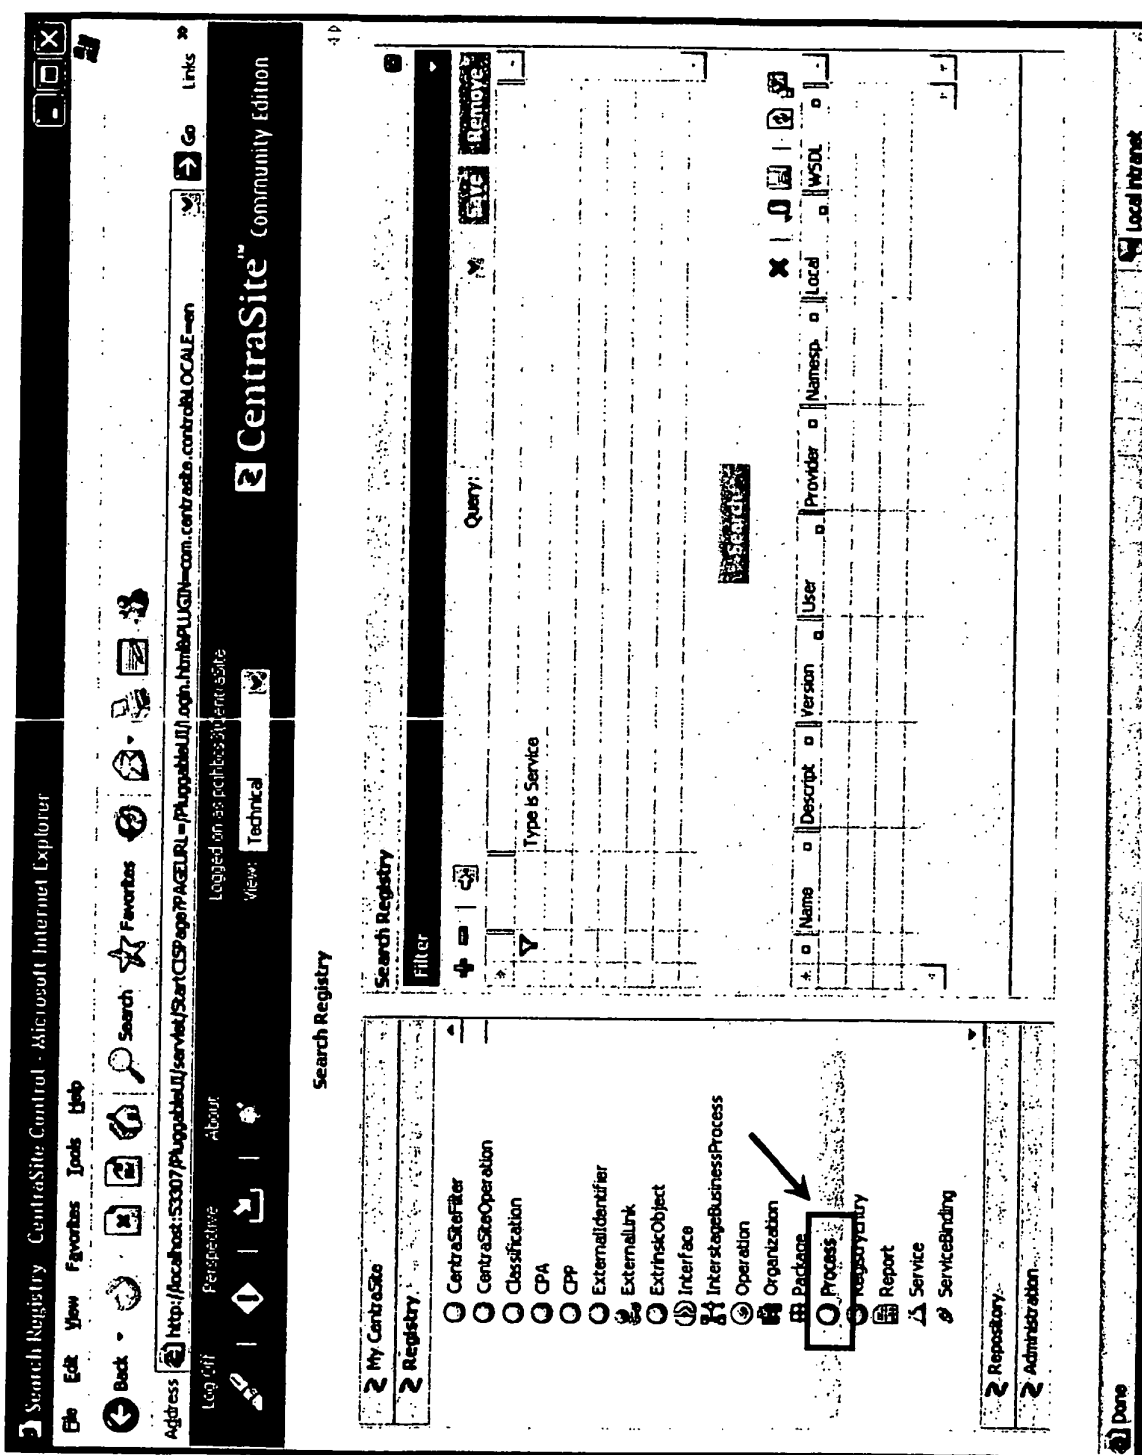 Search Registry - CentraSite Control - Microsoft Internet Explorer
File Edit View Favorites Tools Help
Back Search Favorites
Address http://localhost:53307/PluggableUI/servlet/StartCISPage?PAGEURL=/PluggableUI/Login.html&PLUGIN=com.centrasite.control&LOCALE=en Go Links »
Log Off Perspective About
Logged on as
View: Technical
CentraSite™ Community Edition
Search Registry
My CentraSite
Registry
CentraSiteFilter
CentraSiteOperation
Classification
CPA
CPP
ExternalIdentifier
ExternalLink
ExtrinsicObject
Interface
InterstageBusinessProcess
Operation
Organization
Package
Process
RegistryEntry
Report
Service
ServiceBinding
Repository
Administration
Search Registry
Filter
Query: Save Remove
Type is Service
Search
Name Descript Version User Provider Namesp. Local WSDL
Done Local intranet